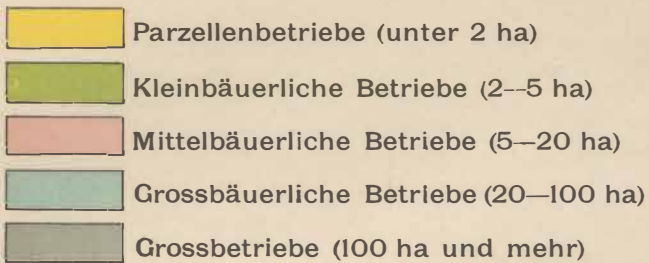 Parzellenbetriebe (unter 2 ha)
Kleinbäuerliche Betriebe (2--5 ha)
Mittelbäuerliche Betriebe (5—20 ha)
Grossbäuerliche Betriebe (20—100 ha)
Grossbetriebe (100 ha und mehr)